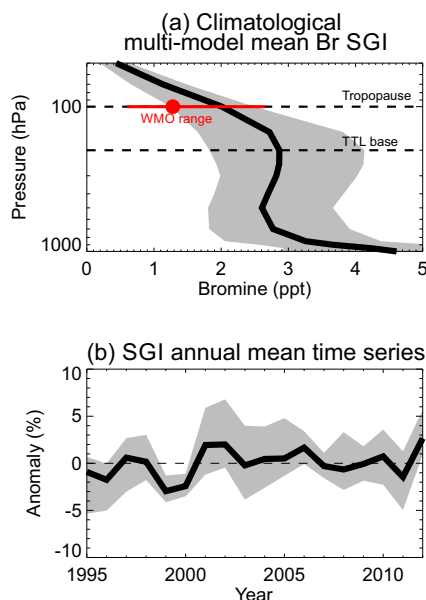 (a) Climatological
multi-model mean Br SGI
Pressure (hPa)
100
1000
Tropopause
WMO range
TTL base
0 1 2 3 4 5
Bromine (ppt)
(b) SGI annual mean time series
Anomaly (%)
10
5
0
-5
-10
1995 2000 2005 2010
Year